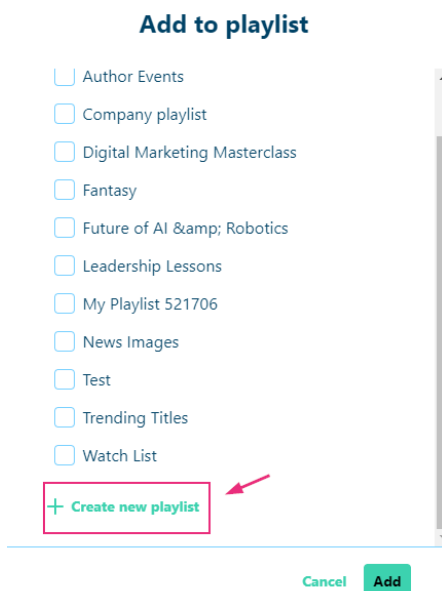 Add to playlist
Author Events
Company playlist
Digital Marketing Masterclass
Fantasy
Future of AI &amp; Robotics
Leadership Lessons
My Playlist 521706
News Images
Test
Trending Titles
Watch List
+ Create new playlist
Cancel Add